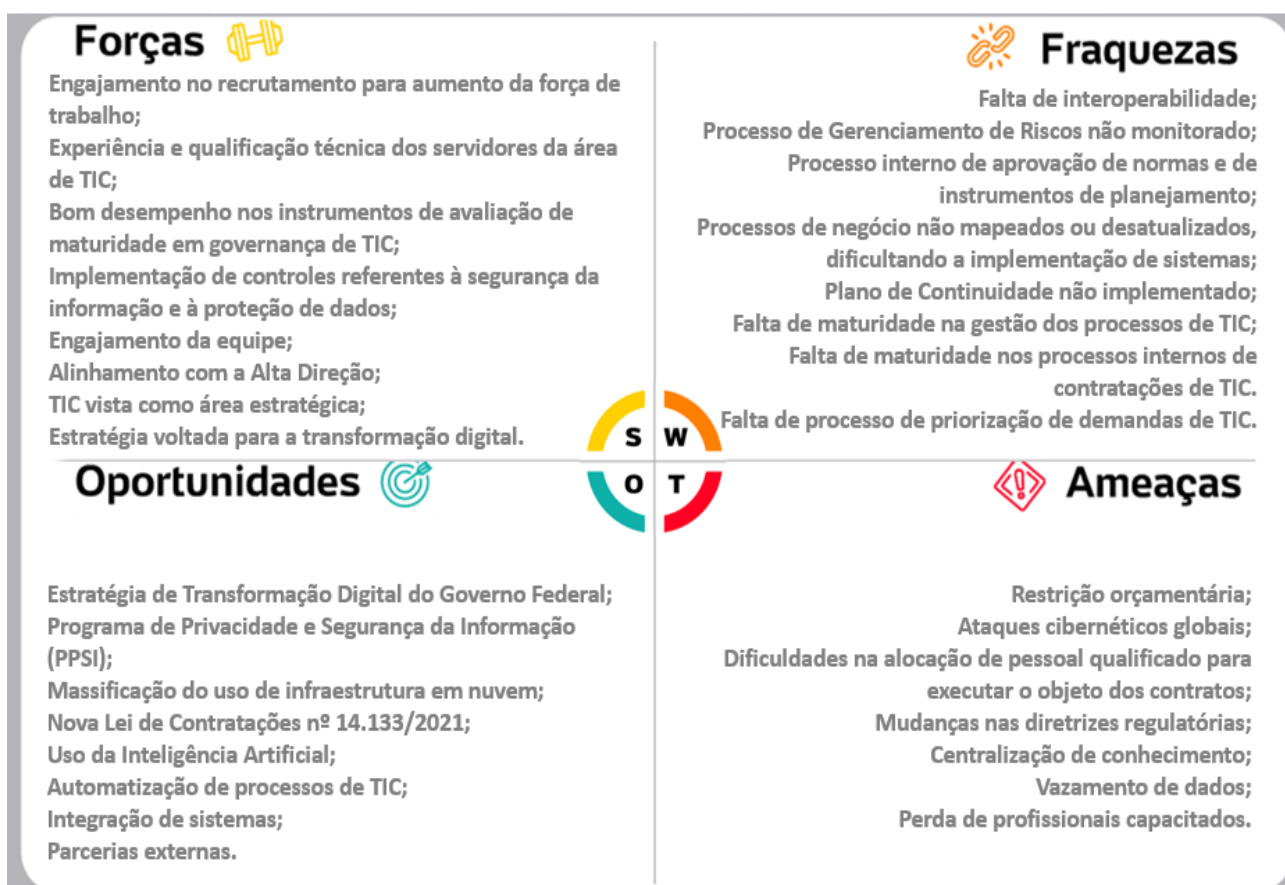 Forças
Engajamento no recrutamento para aumento da força de
trabalho;
Experiência e qualificação técnica dos servidores da área
de TIC;
Bom desempenho nos instrumentos de avaliação de
maturidade em governança de TIC;
Implementação de controles referentes à segurança da
informação e à proteção de dados;
Engajamento da equipe;
Alinhamento com a Alta Direção;
TIC vista como área estratégica;
Estratégia voltada para a transformação digital.
Fraquezas
Falta de interoperabilidade;
Processo de Gerenciamento de Riscos não monitorado;
Processo interno de aprovação de normas e de
instrumentos de planejamento;
Processos de negócio não mapeados ou desatualizados,
dificultando a implementação de sistemas;
Plano de Continuidade não implementado;
Falta de maturidade na gestão dos processos de TIC;
Falta de maturidade nos processos internos de
contratações de TIC.
Falta de processo de priorização de demandas de TIC.
S W
O T
Oportunidades
Estratégia de Transformação Digital do Governo Federal;
Programa de Privacidade e Segurança da Informação
(PPSI);
Massificação do uso de infraestrutura em nuvem;
Nova Lei de Contratações nº 14.133/2021;
Uso da Inteligência Artificial;
Automatização de processos de TIC;
Integração de sistemas;
Parcerias externas.
Ameaças
Restrição orçamentária;
Ataques cibernéticos globais;
Dificuldades na alocação de pessoal qualificado para
executar o objeto dos contratos;
Mudanças nas diretrizes regulatórias;
Centralização de conhecimento;
Vazamento de dados;
Perda de profissionais capacitados.